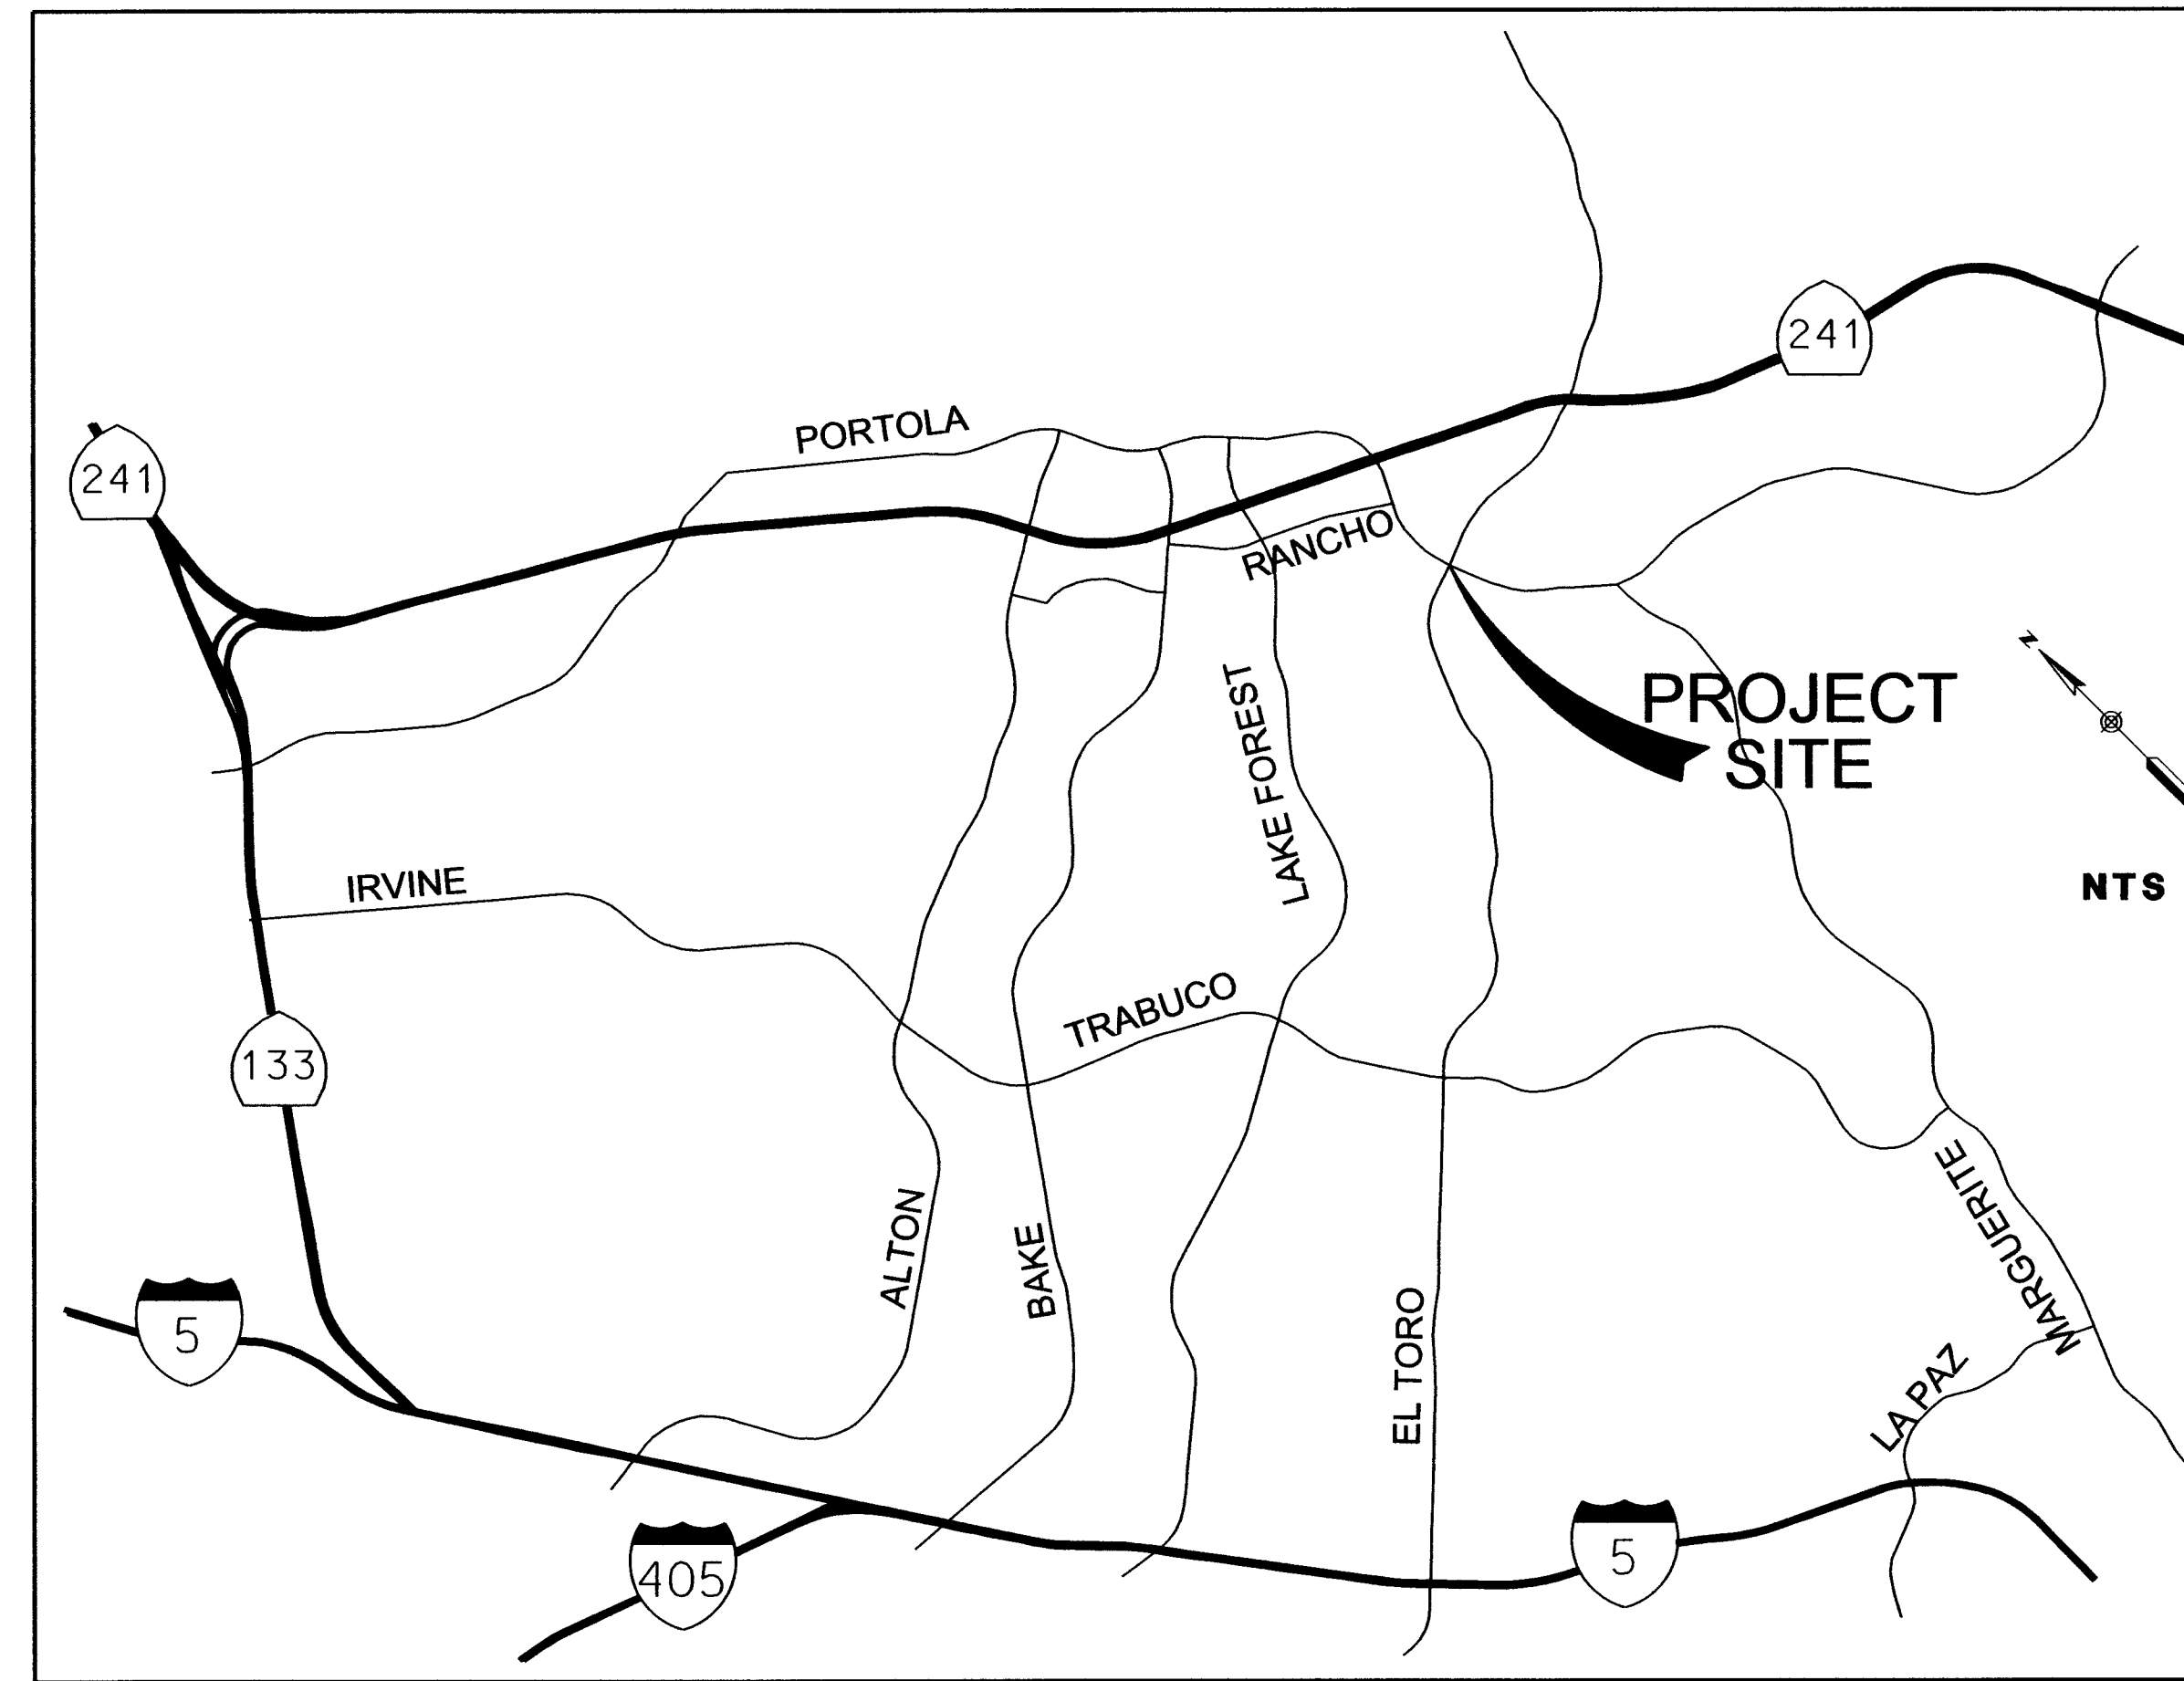 241
PORTOLA
241
RANCHO
N
LAKE FOREST
PROJECT
SITE
IRVINE
NTS
TRABUCO
133
MARGUERITE
ALTON
BAKE
5
EL TORO
LA PAZ
405
5